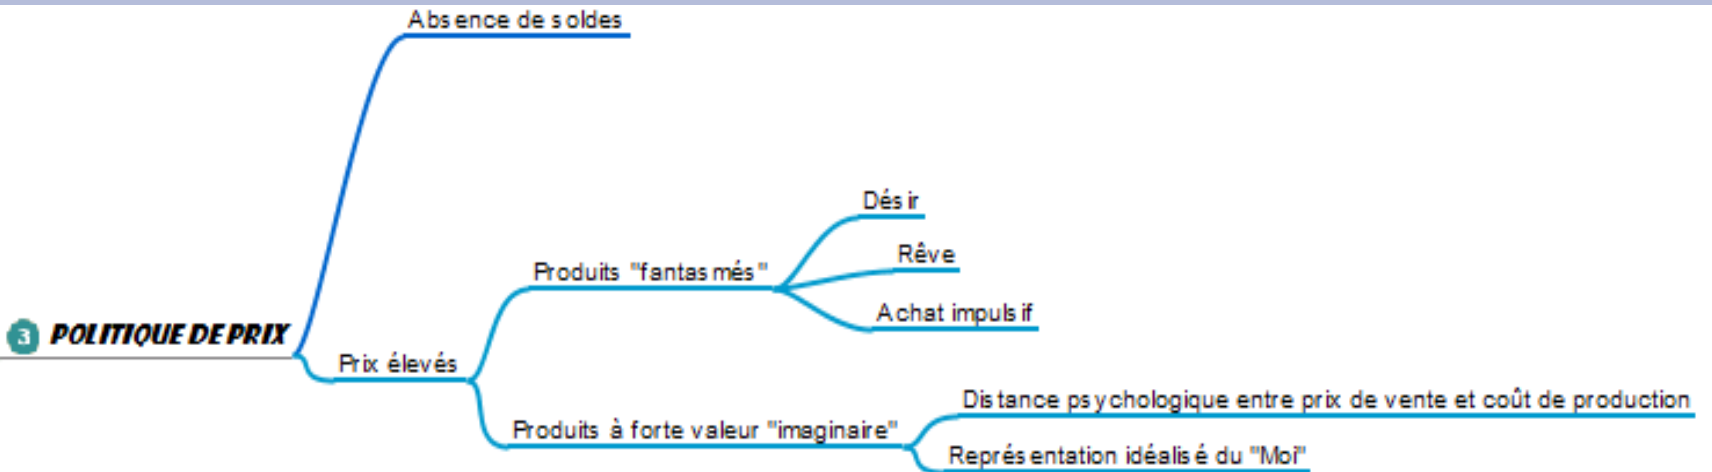 Absence de soldes
Désir
Rêve
Produits "fantasmés"
Achat impulsif
3 POLITIQUE DE PRIX
Prix élevés
Distance psychologique entre prix de vente et coût de production
Produits à forte valeur "imaginaire"
Représentation idéalisé du "Moi"